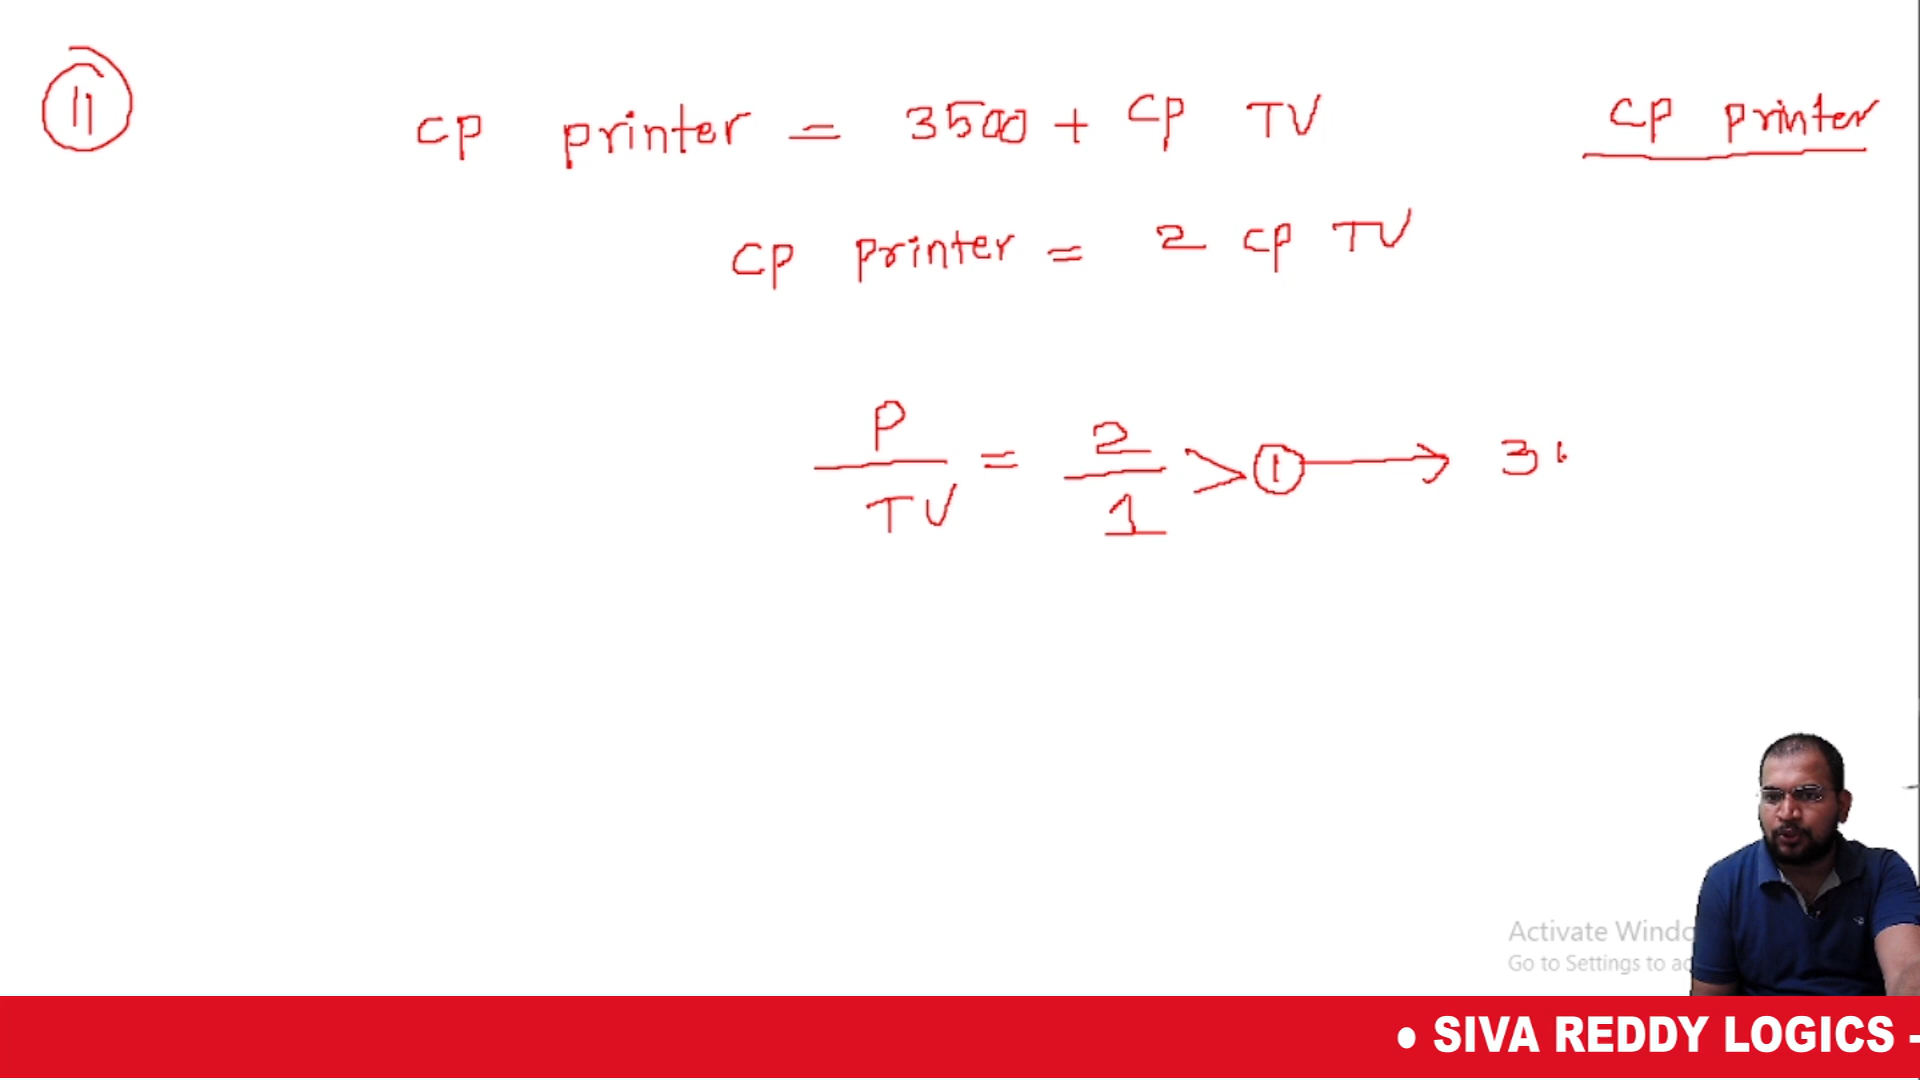 11
CP printer = 3500 + CP TV
CP printer
CP printer = 2 CP TV
P/TV = 2/1 > 1 → 3
Activate Windo
Go to Settings to ac
• SIVA REDDY LOGICS -